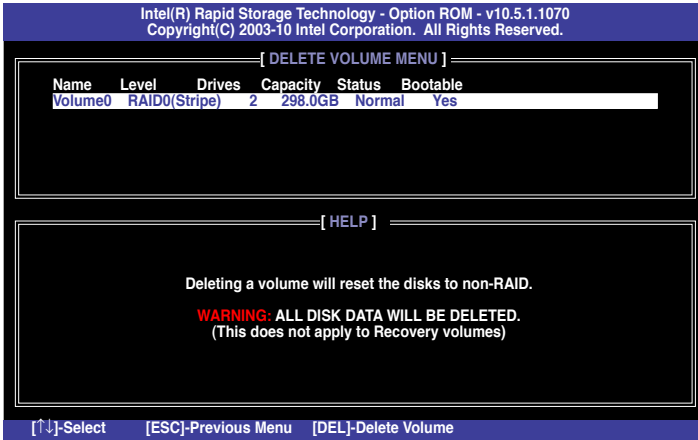 Intel(R) Rapid Storage Technology - Option ROM - v10.5.1.1070
Copyright(C) 2003-10 Intel Corporation. All Rights Reserved.
[ DELETE VOLUME MENU ]
Name Level Drives Capacity Status Bootable
Volume0 RAID0(Stripe) 2 298.0GB Normal Yes
[ HELP ]
Deleting a volume will reset the disks to non-RAID.
WARNING: ALL DISK DATA WILL BE DELETED.
(This does not apply to Recovery volumes)
[↑↓]-Select [ESC]-Previous Menu [DEL]-Delete Volume